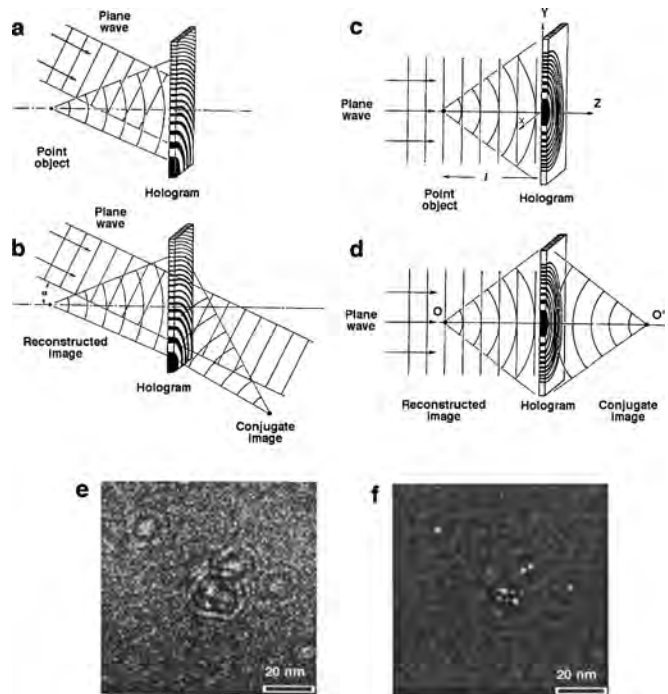 a
Plane
wave
Point
object
Hologram
b
Plane
wave
α
Reconstructed
image
Hologram
Conjugate
image
c
Y
Plane
wave
X
Z
l
Point
object
Hologram
d
Plane
wave
O
O*
Reconstructed
image
Hologram
Conjugate
image
e
20 nm
f
20 nm